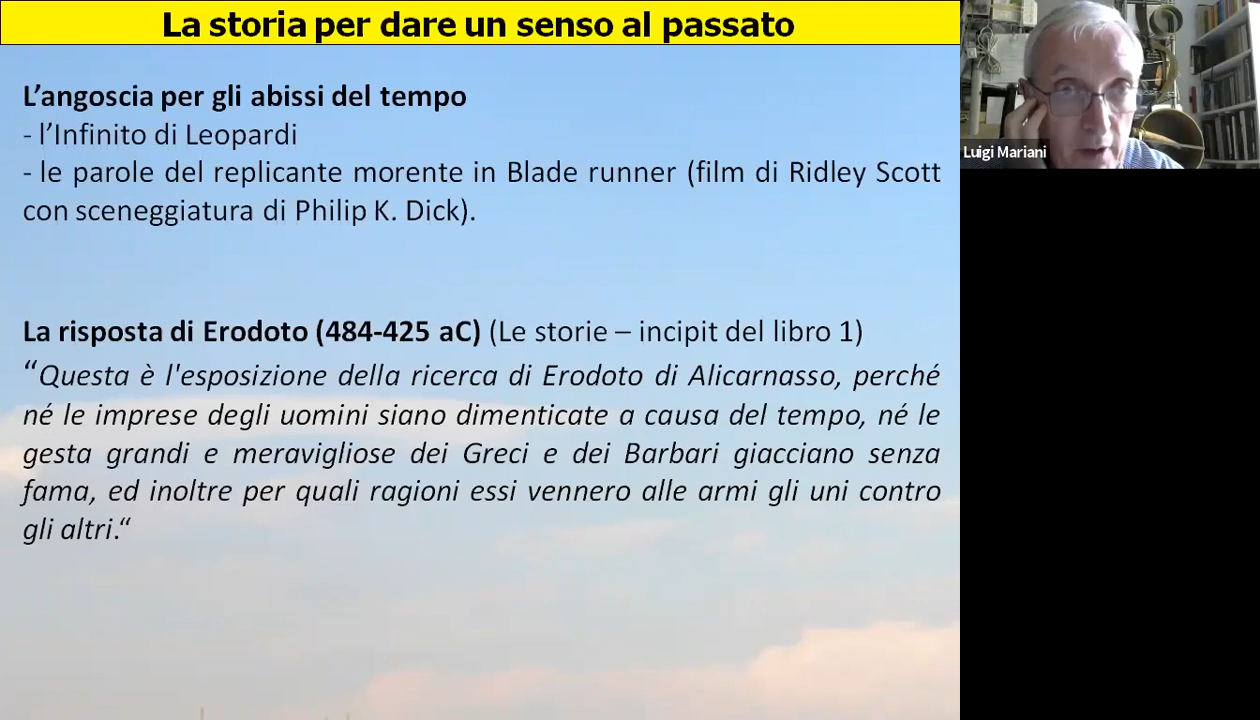 La storia per dare un senso al passato
L’angoscia per gli abissi del tempo
- l’Infinito di Leopardi
- le parole del replicante morente in Blade runner (film di Ridley Scott
con sceneggiatura di Philip K. Dick).
La risposta di Erodoto (484-425 aC) (Le storie – incipit del libro 1)
“Questa è l'esposizione della ricerca di Erodoto di Alicarnasso, perché
né le imprese degli uomini siano dimenticate a causa del tempo, né le
gesta grandi e meravigliose dei Greci e dei Barbari giacciano senza
fama, ed inoltre per quali ragioni essi vennero alle armi gli uni contro
gli altri.“
Luigi Mariani